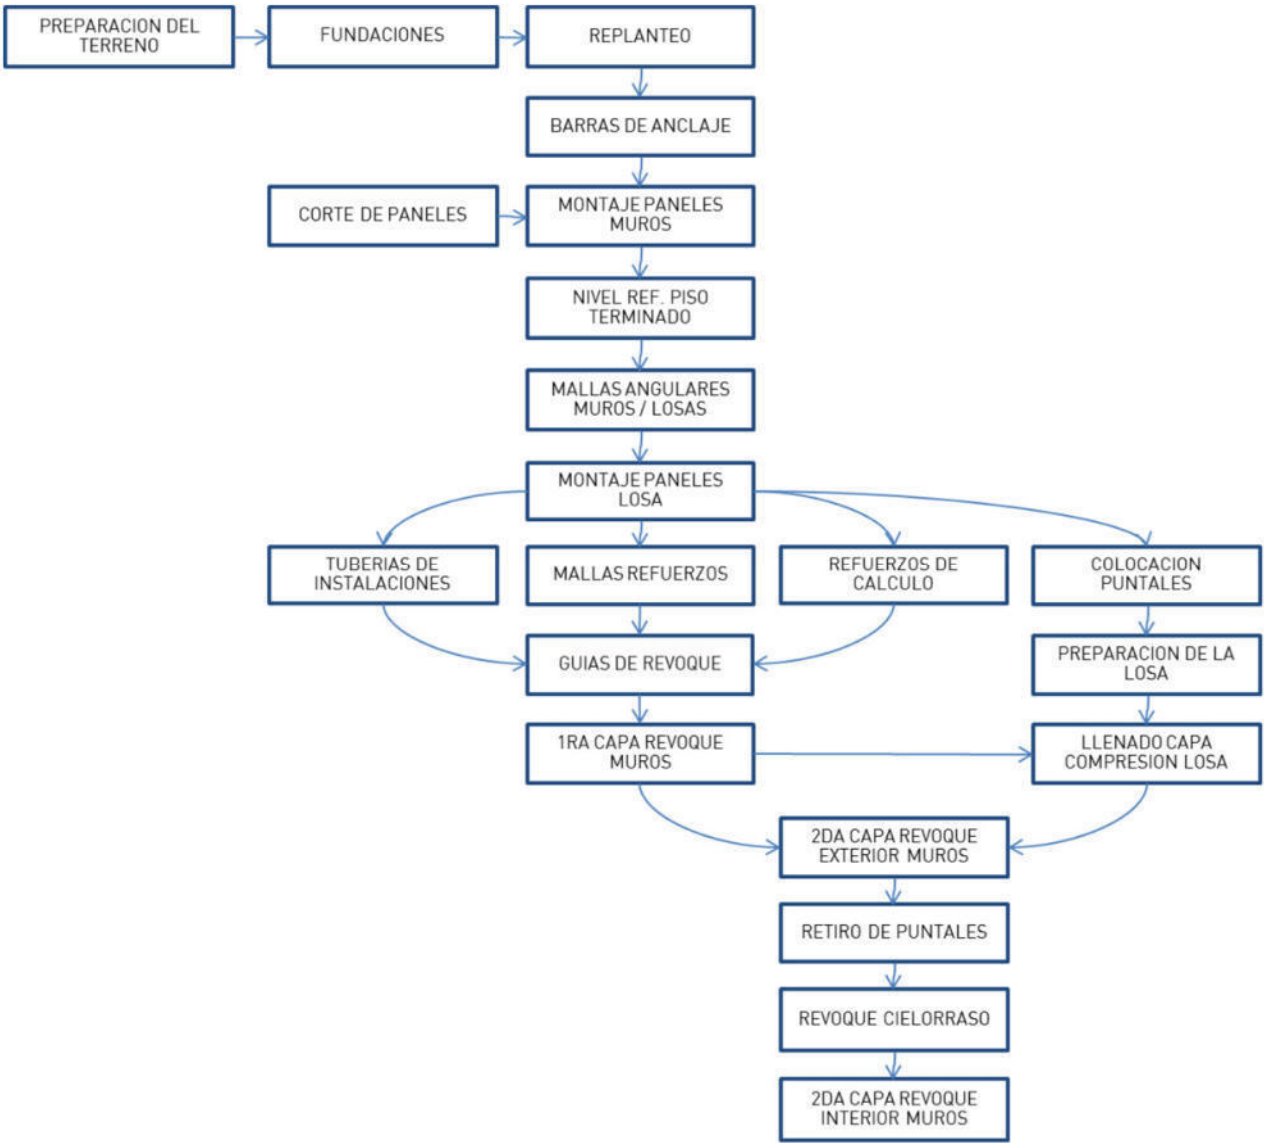 PREPARACION DEL
TERRENO
FUNDACIONES
REPLANTEO
BARRAS DE ANCLAJE
CORTE DE PANELES
MONTAJE PANELES
MUROS
NIVEL REF. PISO
TERMINADO
MALLAS ANGULARES
MUROS / LOSAS
MONTAJE PANELES
LOSA
TUBERIAS DE
INSTALACIONES
MALLAS REFUERZOS
REFUERZOS DE
CALCULO
COLOCACION
PUNTALES
GUIAS DE REVOQUE
PREPARACION DE LA
LOSA
1RA CAPA REVOQUE
MUROS
LLENADO CAPA
COMPRESION LOSA
2DA CAPA REVOQUE
EXTERIOR MUROS
RETIRO DE PUNTALES
REVOQUE CIELORRASO
2DA CAPA REVOQUE
INTERIOR MUROS